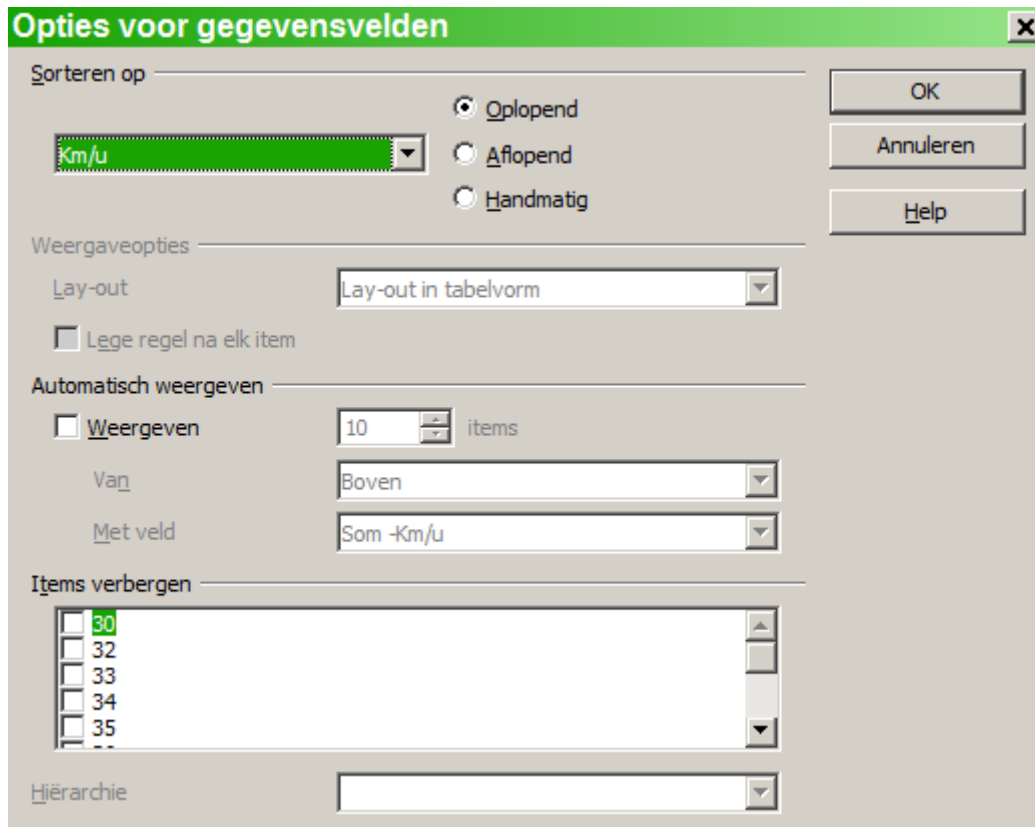 Opties voor gegevensvelden
Sorteren op
Km/u
Oplopend
Aflopend
Handmatig
OK
Annuleren
Help
Weergaveopties
Lay-out
Lay-out in tabelvorm
Lege regel na elk item
Automatisch weergeven
Weergeven
10
items
Van
Boven
Met veld
Som -Km/u
Items verbergen
30
32
33
34
35
Hiërarchie